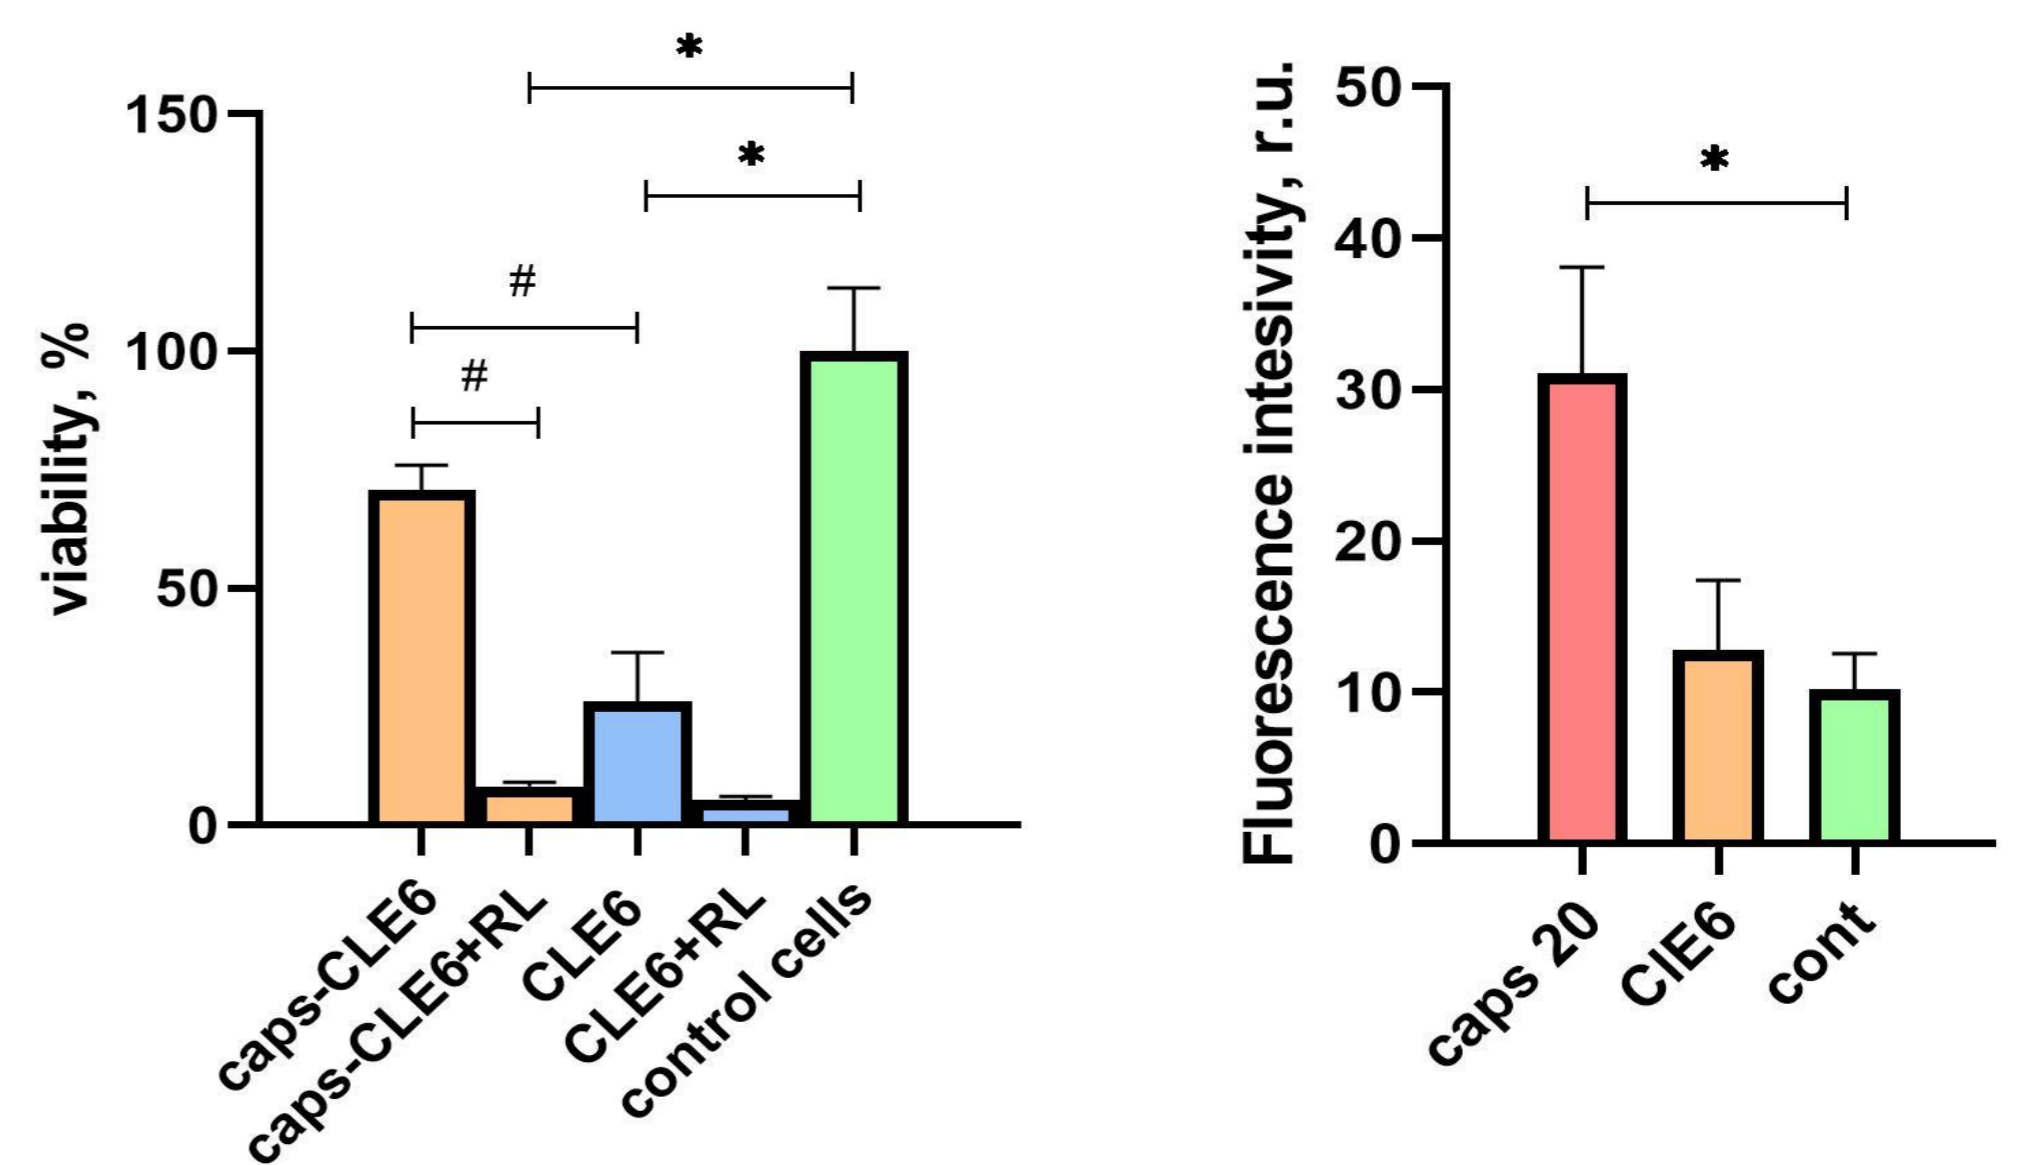 viability, %
150
100
50
0
*
*
#
#
caps-CLE6
caps-CLE6+RL
CLE6
CLE6+RL
control cells
Fluorescence intesivity, r.u.
50
40
30
20
10
0
*
caps 20
ClE6
cont